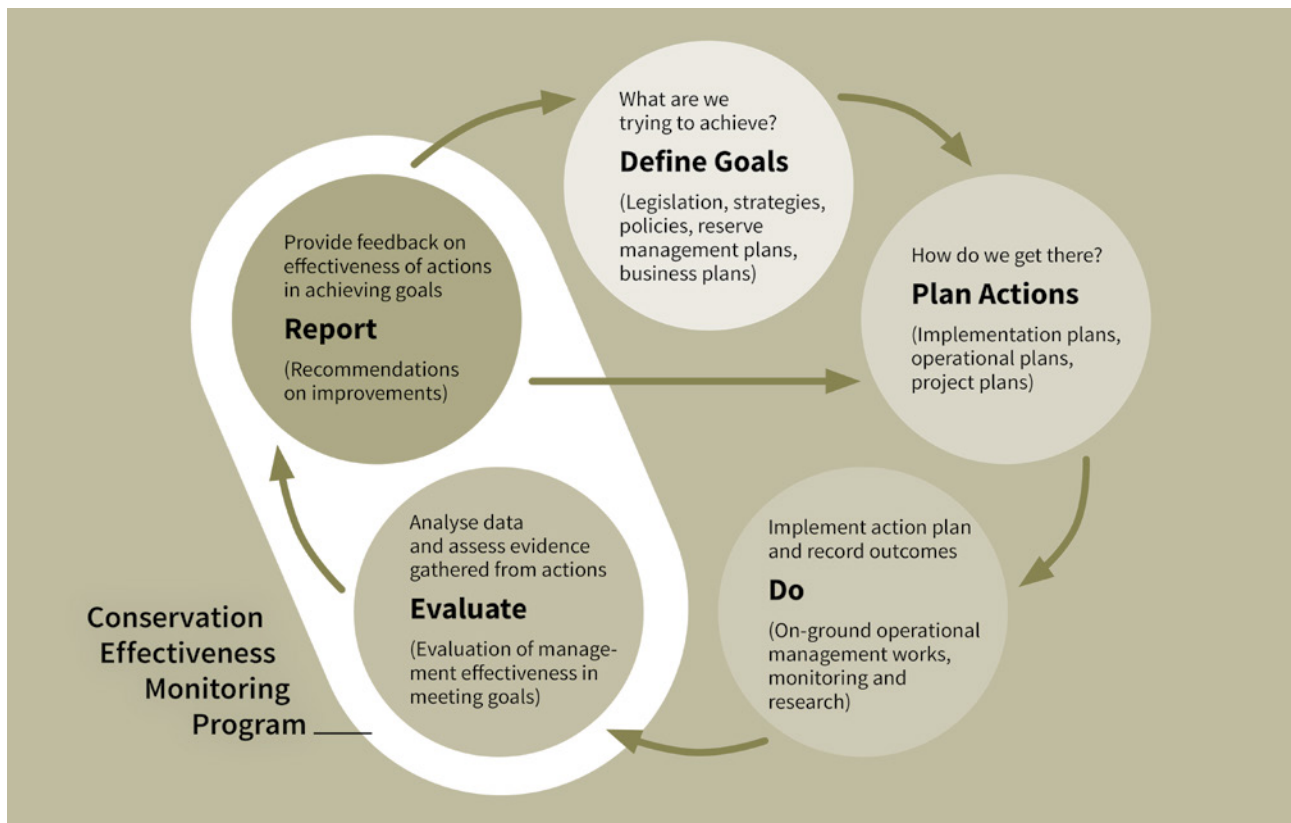 What are we
trying to achieve?
Define Goals
(Legislation, strategies,
policies, reserve
management plans,
business plans)
How do we get there?
Plan Actions
(Implementation plans,
operational plans,
project plans)
Implement action plan
and record outcomes
Do
(On-ground operational
management works,
monitoring and
research)
Analyse data
and assess evidence
gathered from actions
Evaluate
(Evaluation of manage-
ment effectiveness in
meeting goals)
Provide feedback on
effectiveness of actions
in achieving goals
Report
(Recommendations
on improvements)
Conservation
Effectiveness
Monitoring
Program